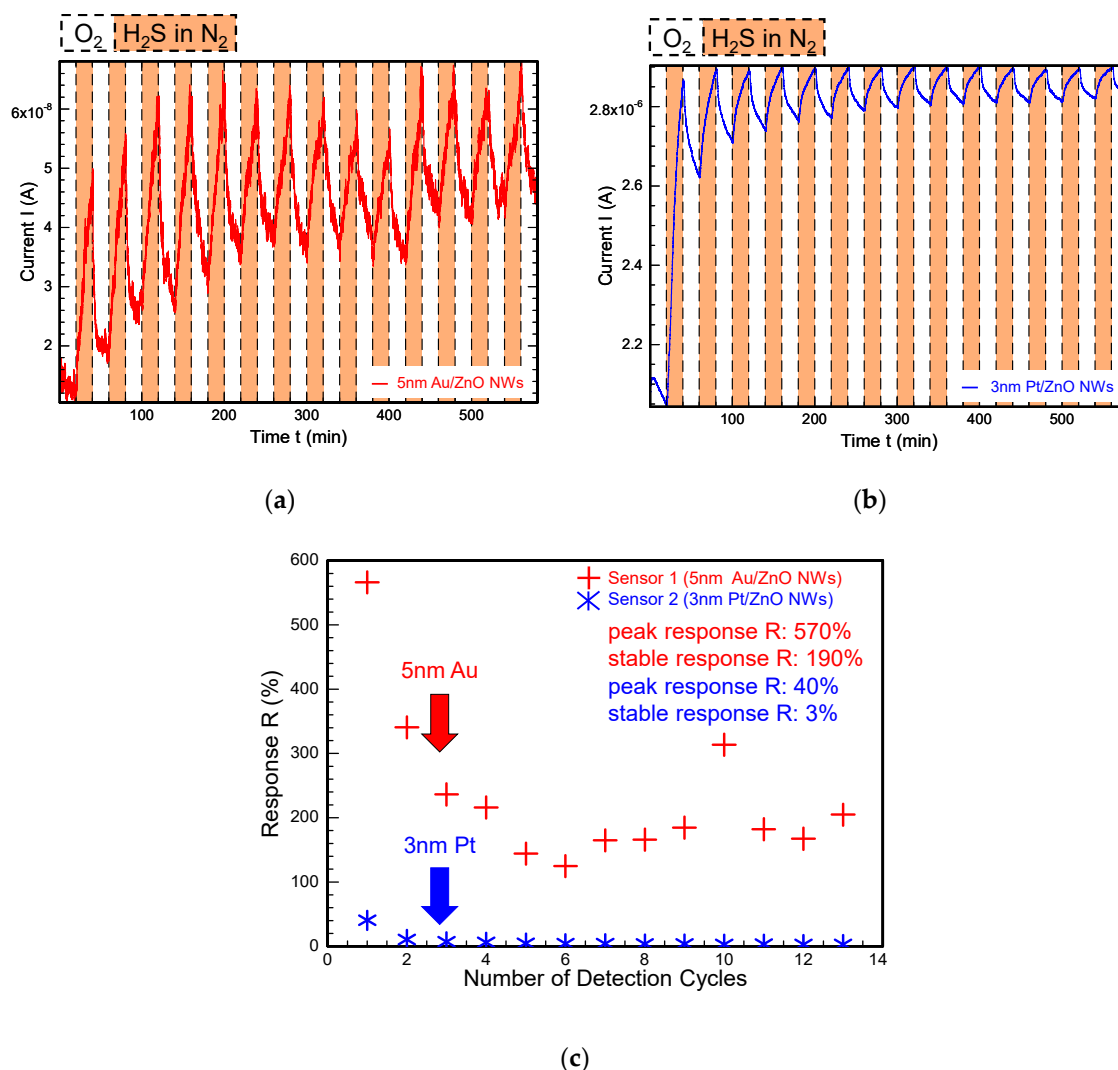 O₂ H₂S in N₂
6x10⁻⁸
5
4
3
2
Current I (A)
5nm Au/ZnO NWs
100 200 300 400 500
Time t (min)
(a)
O₂ H₂S in N₂
2.8x10⁻⁶
2.6
2.4
2.2
Current I (A)
3nm Pt/ZnO NWs
100 200 300 400 500
Time t (min)
(b)
600
500
400
300
200
100
0
Response R (%)
Sensor 1 (5nm Au/ZnO NWs)
Sensor 2 (3nm Pt/ZnO NWs)
peak response R: 570%
stable response R: 190%
peak response R: 40%
stable response R: 3%
5nm Au
3nm Pt
0 2 4 6 8 10 12 14
Number of Detection Cycles
(c)